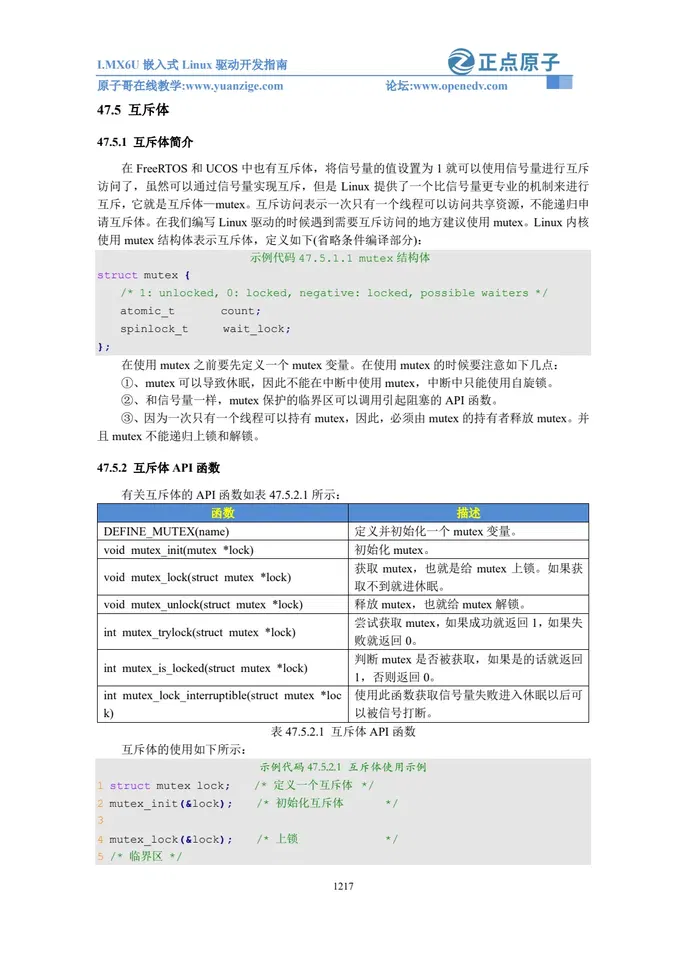 I.MX6U 嵌入式 Linux 驱动开发指南
正点原子
原子哥在线教学:www.yuanzige.com 论坛:www.openedv.com
47.5 互斥体
47.5.1 互斥体简介
在 FreeRTOS 和 UCOS 中也有互斥体，将信号量的值设置为 1 就可以使用信号量进行互斥
访问了，虽然可以通过信号量实现互斥，但是 Linux 提供了一个比信号量更专业的机制来进行
互斥，它就是互斥体—mutex。互斥访问表示一次只有一个线程可以访问共享资源，不能递归申
请互斥体。在我们编写 Linux 驱动的时候遇到需要互斥访问的地方建议使用 mutex。Linux 内核
使用 mutex 结构体表示互斥体，定义如下(省略条件编译部分)：
示例代码 47.5.1.1 mutex 结构体
struct mutex {
/* 1: unlocked, 0: locked, negative: locked, possible waiters */
atomic_t count;
spinlock_t wait_lock;
};
在使用 mutex 之前要先定义一个 mutex 变量。在使用 mutex 的时候要注意如下几点：
①、mutex 可以导致休眠，因此不能在中断中使用 mutex，中断中只能使用自旋锁。
②、和信号量一样，mutex 保护的临界区可以调用引起阻塞的 API 函数。
③、因为一次只有一个线程可以持有 mutex，因此，必须由 mutex 的持有者释放 mutex。并
且 mutex 不能递归上锁和解锁。
47.5.2 互斥体 API 函数
有关互斥体的 API 函数如表 47.5.2.1 所示：
函数 描述
DEFINE_MUTEX(name) 定义并初始化一个 mutex 变量。
void mutex_init(mutex *lock) 初始化 mutex。
void mutex_lock(struct mutex *lock) 获取 mutex，也就是给 mutex 上锁。如果获
取不到就进休眠。
void mutex_unlock(struct mutex *lock) 释放 mutex，也就给 mutex 解锁。
int mutex_trylock(struct mutex *lock) 尝试获取 mutex，如果成功就返回 1，如果失
败就返回 0。
int mutex_is_locked(struct mutex *lock) 判断 mutex 是否被获取，如果是的话就返回
1，否则返回 0。
int mutex_lock_interruptible(struct mutex *loc 使用此函数获取信号量失败进入休眠以后可
k) 以被信号打断。
表 47.5.2.1 互斥体 API 函数
互斥体的使用如下所示：
示例代码 47.5.2.1 互斥体使用示例
1 struct mutex lock; /* 定义一个互斥体 */
2 mutex_init(&lock); /* 初始化互斥体 */
3
4 mutex_lock(&lock); /* 上锁 */
5 /* 临界区 */
1217